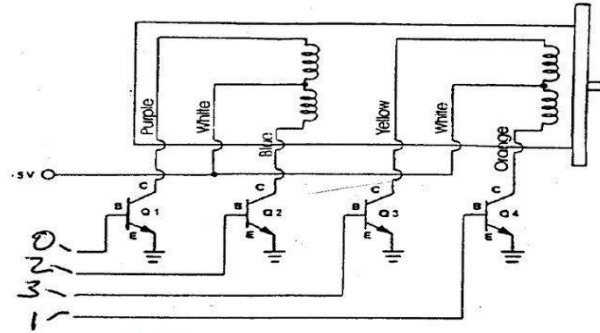 Purple
White
Blue
Yellow
White
Orange
.5V
C
B
Q1
E
C
B
Q2
E
C
B
Q3
E
C
B
Q4
E
0
2
3
1